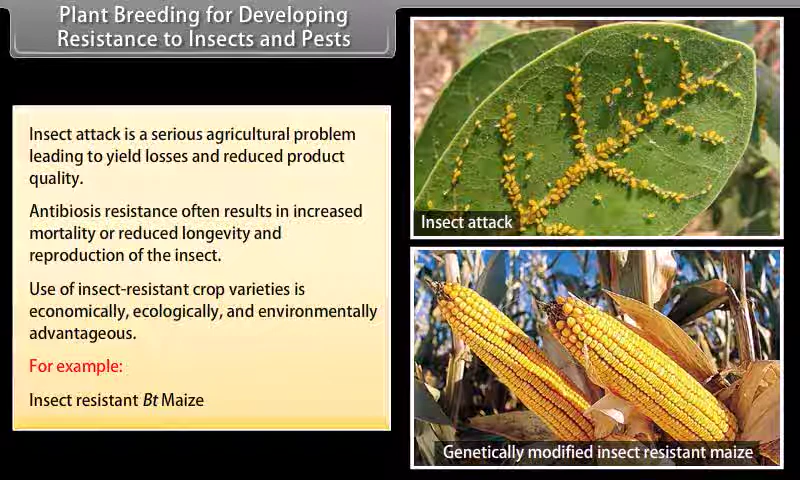 Plant Breeding for Developing
Resistance to Insects and Pests
Insect attack is a serious agricultural problem
leading to yield losses and reduced product
quality.
Antibiosis resistance often results in increased
mortality or reduced longevity and
reproduction of the insect.
Use of insect-resistant crop varieties is
economically, ecologically, and environmentally
advantageous.
For example:
Insect resistant Bt Maize
Insect attack
Genetically modified insect resistant maize